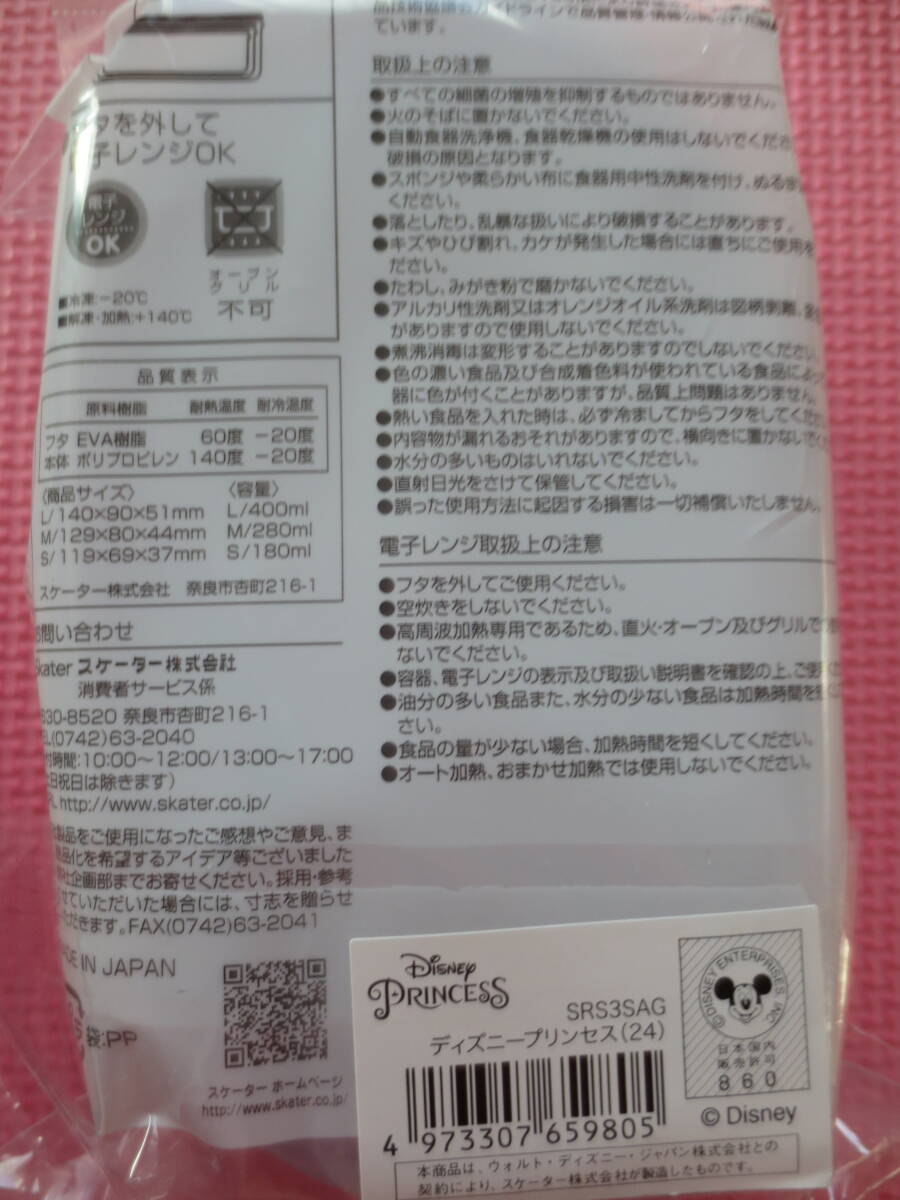 タを外して
子レンジOK
電子
レンジ
OK
オーブン
グリル
不可
■冷凍:−20℃
■解凍・加熱:+140℃
品質表示
原料樹脂 耐熱温度 耐冷温度
フタ EVA樹脂 60度 −20度
本体 ポリプロピレン 140度 −20度
〈商品サイズ〉 〈容量〉
L/140×90×51mm L/400ml
M/129×80×44mm M/280ml
S/119×69×37mm S/180ml
スケーター株式会社 奈良市杏町216-1
問い合わせ
skater スケーター株式会社
消費者サービス係
630-8520 奈良市杏町216-1
EL(0742)63-2040
付時間:10:00〜12:00/13:00〜17:00
日祝日は除きます)
http://www.skater.co.jp/
製品をご使用になったご感想やご意見、ま
品化を希望するアイデア等ございました
社企画部までお寄せください。採用・参考
せていただいた場合には、寸志を贈らせ
ただきます。FAX(0742)63-2041
MADE IN JAPAN
袋:PP
スケーター ホームページ
http://www.skater.co.jp/
ています。
取扱上の注意
●すべての細菌の増殖を抑制するものではありません。
●火のそばに置かないでください。
●自動食器洗浄機、食器乾燥機の使用はしないでくださ
破損の原因となります。
●スポンジや柔らかい布に食器用中性洗剤を付け、ぬるま
ください。
●落としたり、乱暴な扱いにより破損することがあります。
●キズやひび割れ、カケが発生した場合には直ちにご使用を
ださい。
●たわし、みがき粉で磨かないでください。
●アルカリ性洗剤又はオレンジオイル系洗剤は図柄剥離、
がありますので使用しないでください。
●煮沸消毒は変形することがありますのでしないでください
●色の濃い食品及び合成着色料が使われている食品によっ
器に色が付くことがありますが、品質上問題はありません
●熱い食品を入れた時は、必ず冷ましてからフタをしてくだ
●内容物が漏れるおそれがありますので、横向きに置かないでく
●水分の多いものはいれないでください。
●直射日光をさけて保管してください。
●誤った使用方法に起因する損害は一切補償いたしません。
電子レンジ取扱上の注意
●フタを外してご使用ください。
●空炊きをしないでください。
●高周波加熱専用であるため、直火・オーブン及びグリルで
ないでください。
●容器、電子レンジの表示及び取扱い説明書を確認の上、ご使
●油分の多い食品また、水分の少ない食品は加熱時間を
さい。
●食品の量が少ない場合、加熱時間を短くしてください。
●オート加熱、おまかせ加熱では使用しないでください。
Disney
PRINCESS
SRS3SAG
ディズニープリンセス(24)
4 973307 659805
©DISNEY ENTERPRISES INC
日本国内
販売許可
860
© Disney
本商品は、ウォルト・ディズニー・ジャパン株式会社との
契約により、スケーター株式会社が製造したものです。